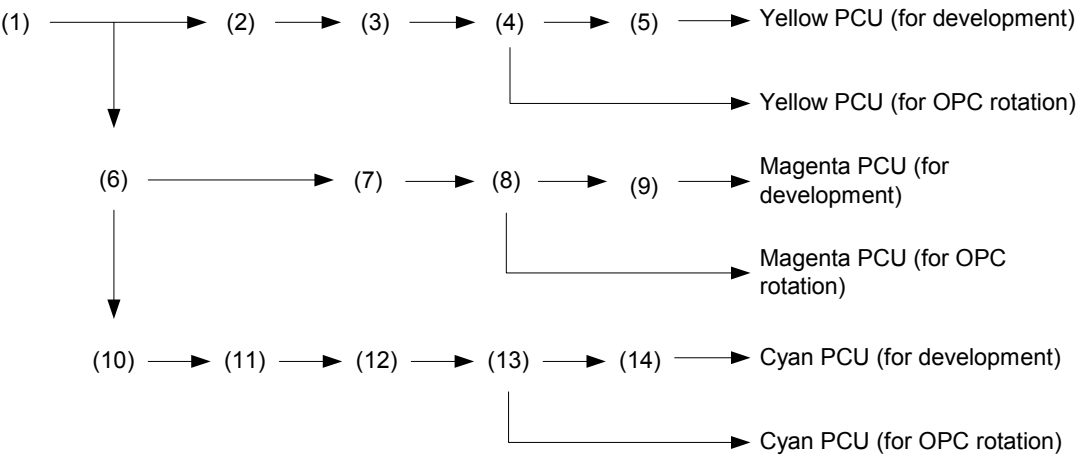 (1) (2) (3) (4) (5) Yellow PCU (for development)
Yellow PCU (for OPC rotation)
(6) (7) (8) (9) Magenta PCU (for
development)
Magenta PCU (for OPC
rotation)
(10) (11) (12) (13) (14) Cyan PCU (for development)
Cyan PCU (for OPC rotation)